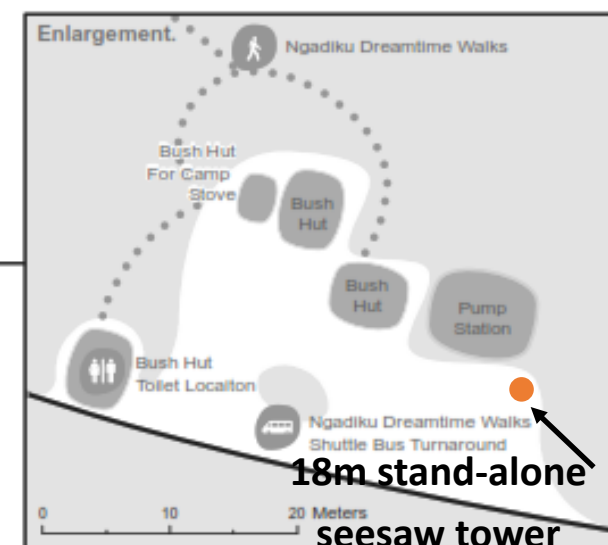 Enlargement.
Ngadiku Dreamtime Walks
Bush Hut
For Camp
Stove
Bush
Hut
Bush
Hut
Pump
Station
Bush Hut
Toilet Locaiton
Ngadiku Dreamtime Walks
Shuttle Bus Turnaround
18m stand-alone
seesaw tower
0 10 20 Meters